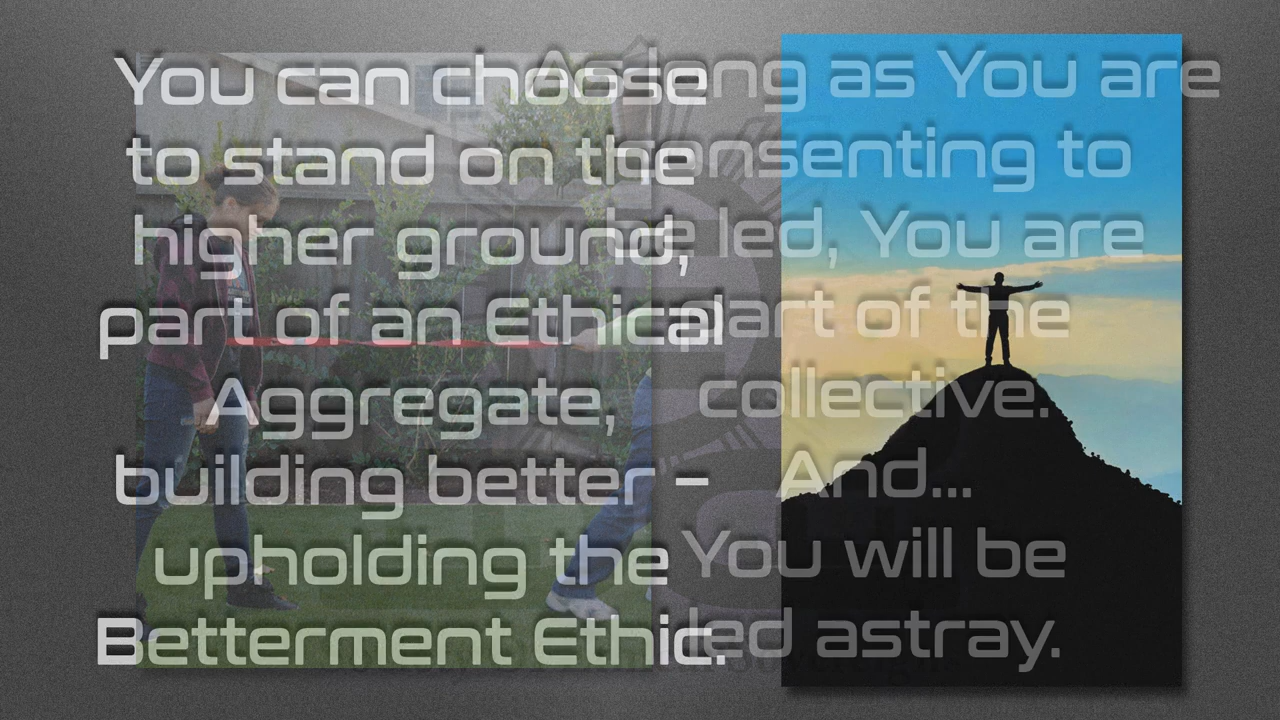 You can choose
to stand on the
higher ground,
part of an Ethical
Aggregate,
building better –
upholding the
Betterment Ethic.
As long as You are
consenting to
be led, You are
part of the
collective.
And...
You will be
led astray.